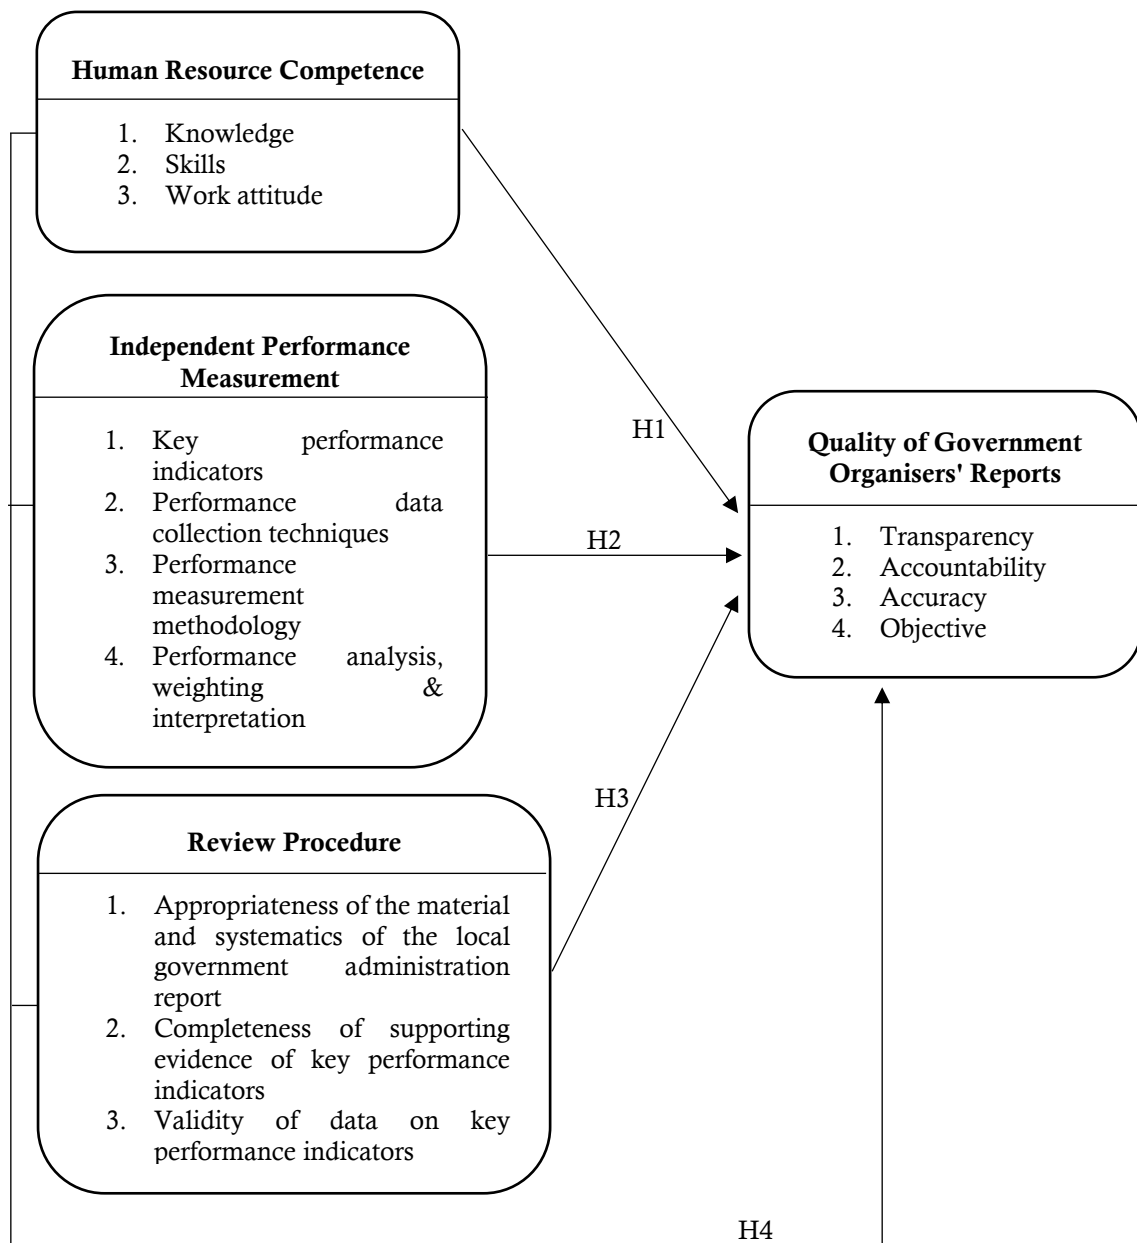 Human Resource Competence
1. Knowledge
2. Skills
3. Work attitude
Independent Performance
Measurement
1. Key performance
indicators
2. Performance data
collection techniques
3. Performance
measurement
methodology
4. Performance analysis,
weighting &
interpretation
Review Procedure
1. Appropriateness of the material
and systematics of the local
government administration
report
2. Completeness of supporting
evidence of key performance
indicators
3. Validity of data on key
performance indicators
H1
H2
H3
H4
Quality of Government
Organisers' Reports
1. Transparency
2. Accountability
3. Accuracy
4. Objective